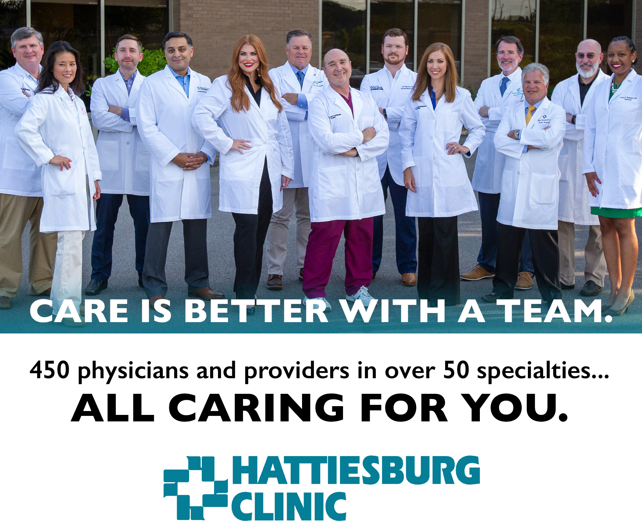 CARE IS BETTER WITH A TEAM.
450 physicians and providers in over 50 specialties...
ALL CARING FOR YOU.
HATTIESBURG
CLINIC